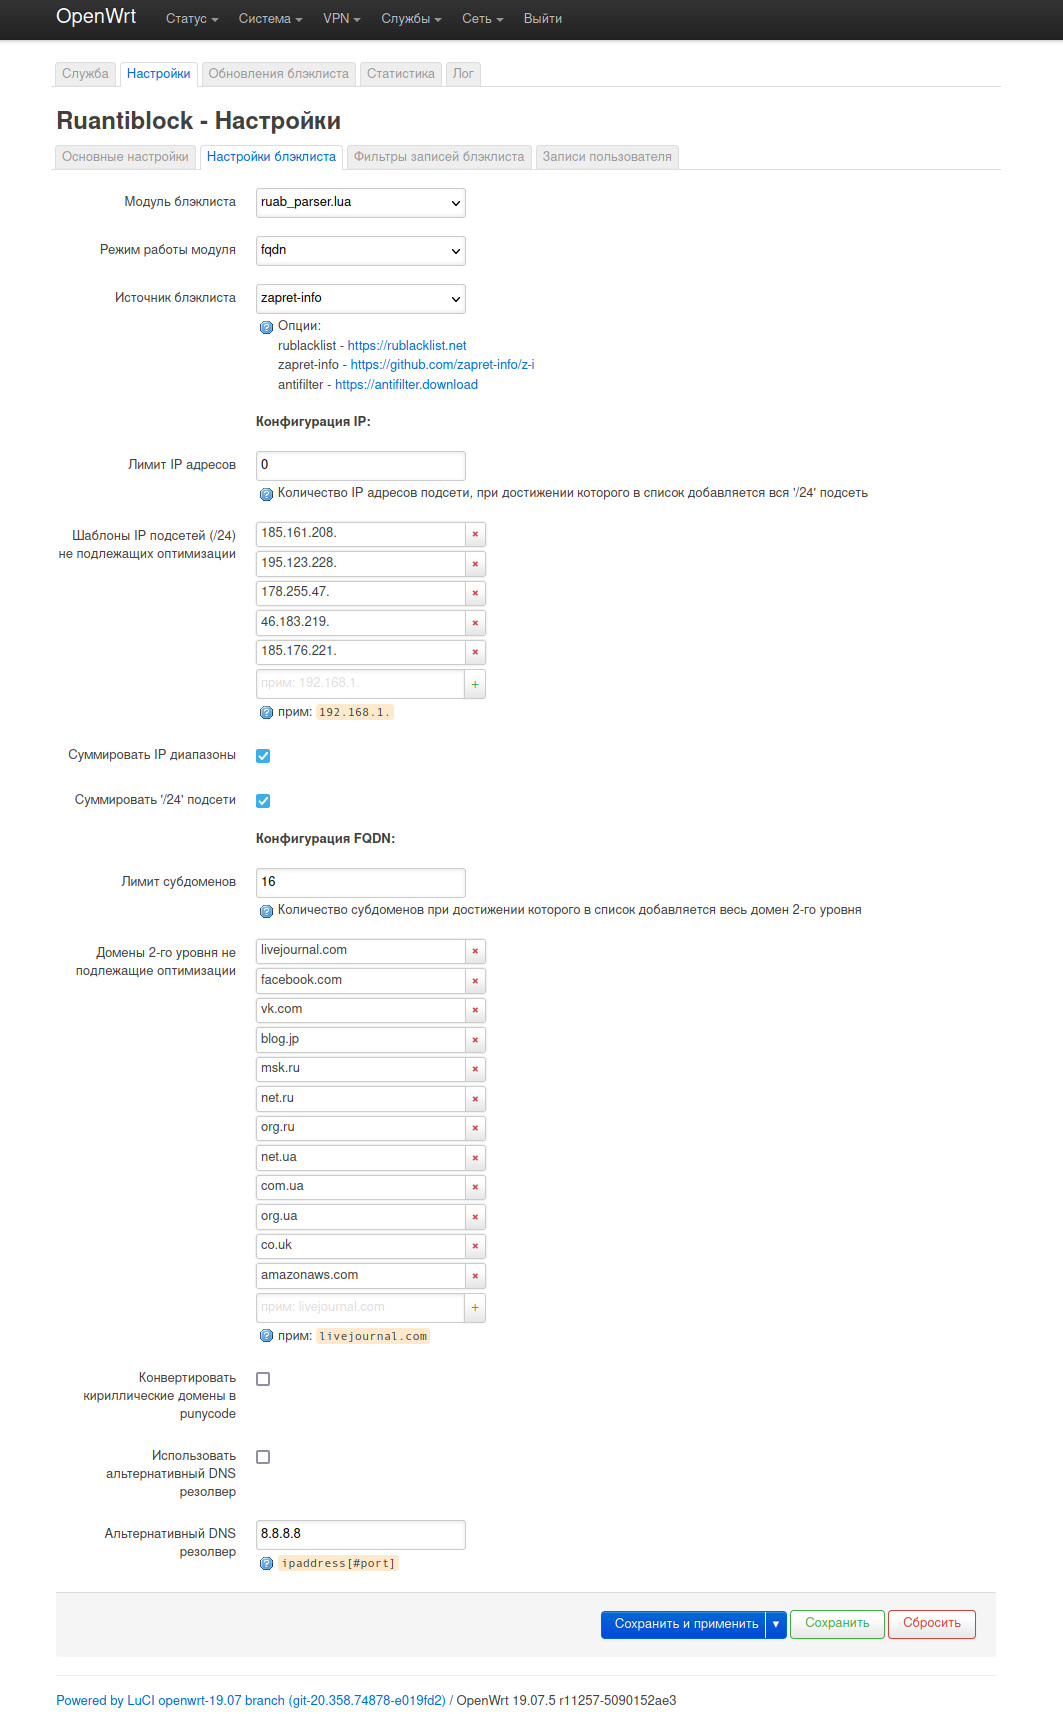 OpenWrt Статус Система VPN Службы Сеть Выйти
Служба Настройки Обновления блэклиста Статистика Лог
Ruantiblock - Настройки
Основные настройки Настройки блэклиста Фильтры записей блэклиста Записи пользователя
Модуль блэклиста ruab_parser.lua
Режим работы модуля fqdn
Источник блэклиста zapret-info
Опции:
rublacklist - https://rublacklist.net
zapret-info - https://github.com/zapret-info/z-i
antifilter - https://antifilter.download
Конфигурация IP:
Лимит IP адресов 0
Количество IP адресов подсети, при достижении которого в список добавляется вся '/24' подсеть
Шаблоны IP подсетей (/24)
не подлежащих оптимизации
185.161.208. ×
195.123.228. ×
178.255.47. ×
46.183.219. ×
185.176.221. ×
прим: 192.168.1. +
прим: 192.168.1.
Суммировать IP диапазоны
Суммировать '/24' подсети
Конфигурация FQDN:
Лимит субдоменов 16
Количество субдоменов при достижении которого в список добавляется весь домен 2-го уровня
Домены 2-го уровня не
подлежащие оптимизации
livejournal.com ×
facebook.com ×
vk.com ×
blog.jp ×
msk.ru ×
net.ru ×
org.ru ×
net.ua ×
com.ua ×
org.ua ×
co.uk ×
amazonaws.com ×
прим: livejournal.com +
прим: livejournal.com
Конвертировать
кириллические домены в
punycode
Использовать
альтернативный DNS
резолвер
Альтернативный DNS
резолвер
8.8.8.8
ipaddress[#port]
Сохранить и применить Сохранить Сбросить
Powered by LuCI openwrt-19.07 branch (git-20.358.74878-e019fd2) / OpenWrt 19.07.5 r11257-5090152ae3